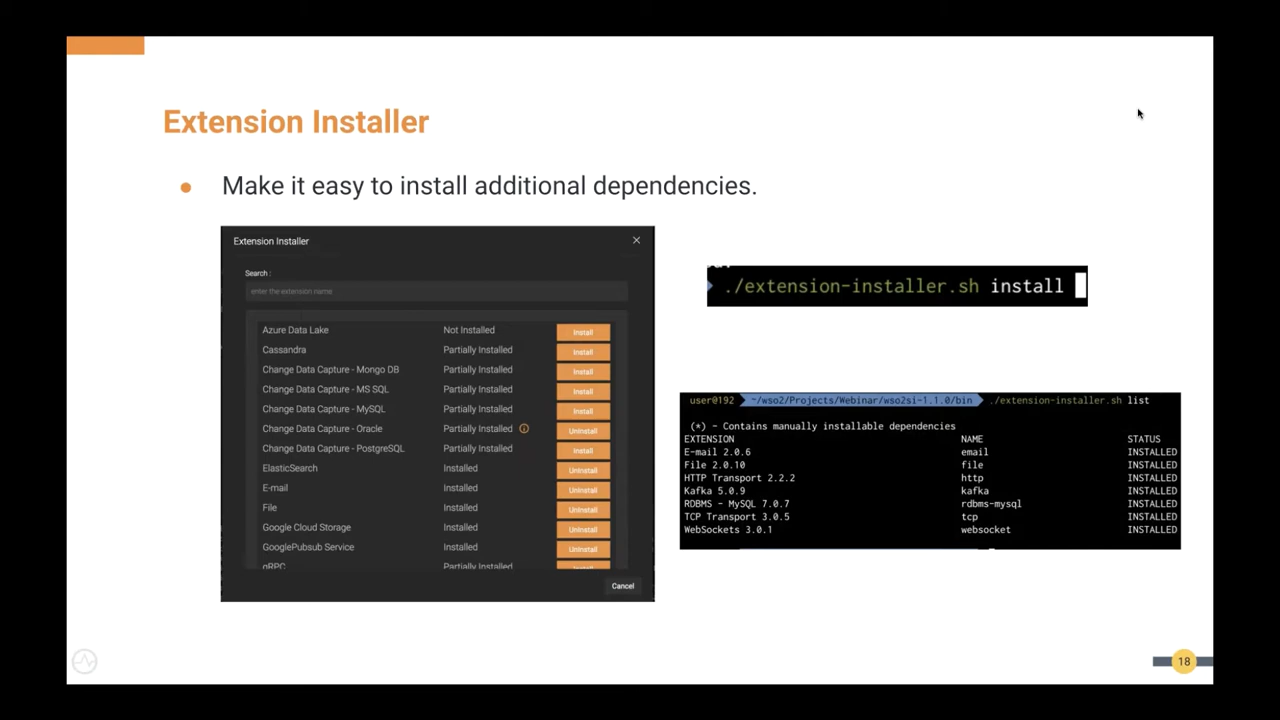 Extension Installer
● Make it easy to install additional dependencies.
Extension Installer
Search :
enter the extension name
Azure Data Lake Not Installed Install
Cassandra Partially Installed Install
Change Data Capture - Mongo DB Partially Installed Install
Change Data Capture - MS SQL Partially Installed Install
Change Data Capture - MySQL Partially Installed Install
Change Data Capture - Oracle Partially Installed Uninstall
Change Data Capture - PostgreSQL Partially Installed Install
ElasticSearch Installed Uninstall
E-mail Installed Uninstall
File Installed Uninstall
Google Cloud Storage Installed Uninstall
GooglePubsub Service Installed Uninstall
gRPC Partially Installed Install
Cancel
./extension-installer.sh install
user@192 ~/wso2/Projects/Webinar/wso2si-1.1.0/bin ./extension-installer.sh list
(*) - Contains manually installable dependencies
EXTENSION NAME STATUS
E-mail 2.0.6 email INSTALLED
File 2.0.10 file INSTALLED
HTTP Transport 2.2.2 http INSTALLED
Kafka 5.0.9 kafka INSTALLED
RDBMS - MySQL 7.0.7 rdbms-mysql INSTALLED
TCP Transport 3.0.5 tcp INSTALLED
WebSockets 3.0.1 websocket INSTALLED
18